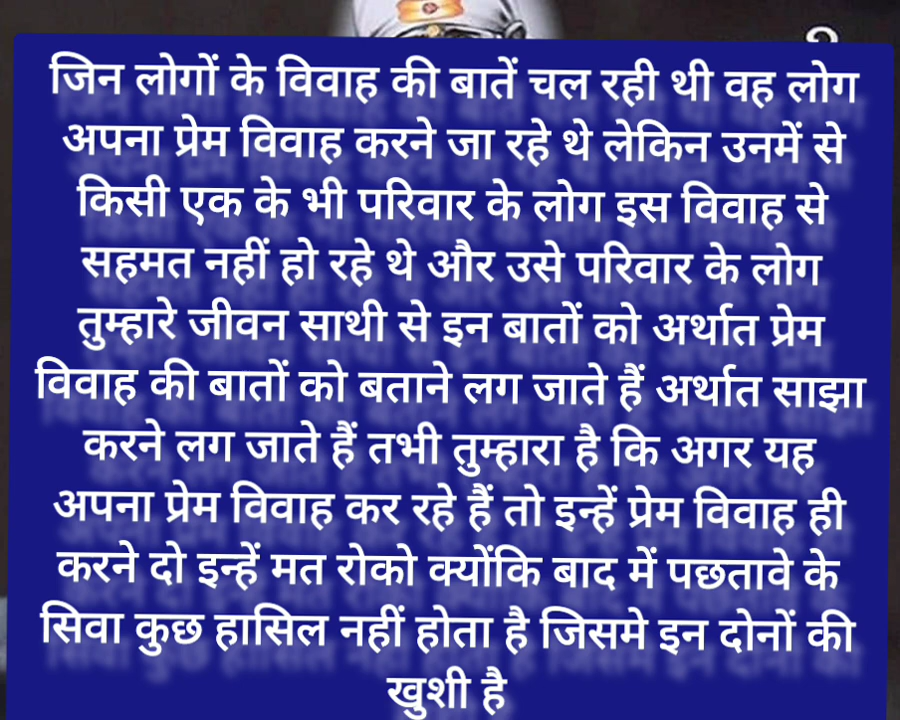 जिन लोगों के विवाह की बातें चल रही थी वह लोग
अपना प्रेम विवाह करने जा रहे थे लेकिन उनमें से
किसी एक के भी परिवार के लोग इस विवाह से
सहमत नहीं हो रहे थे और उसे परिवार के लोग
तुम्हारे जीवन साथी से इन बातों को अर्थात प्रेम
विवाह की बातों को बताने लग जाते हैं अर्थात साझा
करने लग जाते हैं तभी तुम्हारा है कि अगर यह
अपना प्रेम विवाह कर रहे हैं तो इन्हें प्रेम विवाह ही
करने दो इन्हें मत रोको क्योंकि बाद में पछतावे के
सिवा कुछ हासिल नहीं होता है जिसमे इन दोनों की
खुशी है